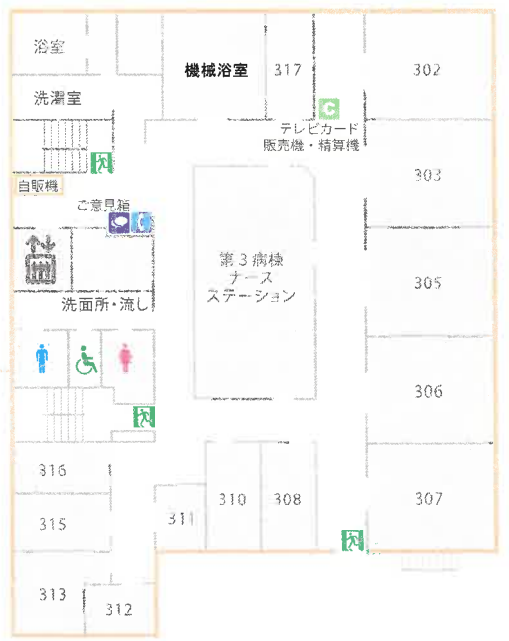 浴室
機械浴室
317
302
洗濯室
C
テレビカード
販売機・精算機
303
自販機
ご意見箱
第3病棟
ナース
ステーション
305
洗面所・流し
306
316
315
311
310
308
307
313
312